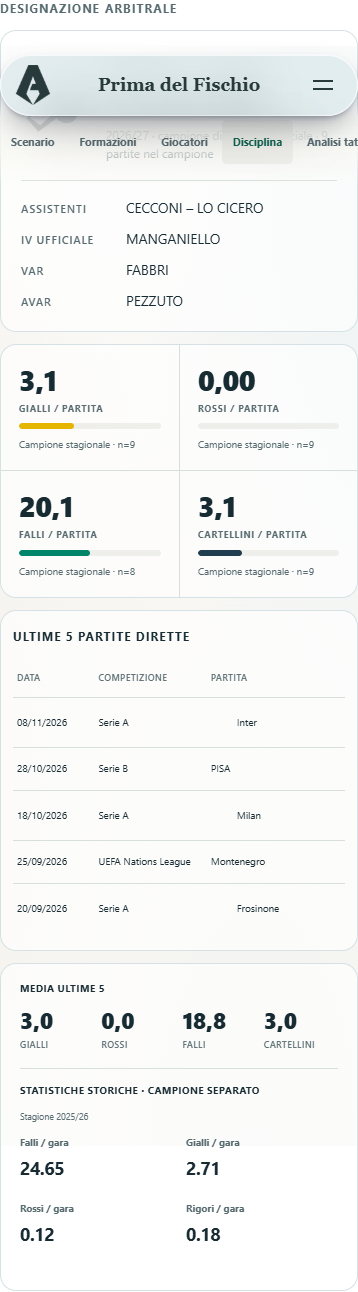 DESIGNAZIONE ARBITRALE
Prima del Fischio
2026/27 · campione di
partite nel campione
Scenario Formazioni Giocatori Disciplina Analisi tat
ASSISTENTI CECCONI – LO CICERO
IV UFFICIALE MANGANIELLO
VAR FABBRI
AVAR PEZZUTO
3,1 0,00
GIALLI / PARTITA ROSSI / PARTITA
Campione stagionale · n=9 Campione stagionale · n=9
20,1 3,1
FALLI / PARTITA CARTELLINI / PARTITA
Campione stagionale · n=8 Campione stagionale · n=9
ULTIME 5 PARTITE DIRETTE
DATA COMPETIZIONE PARTITA
08/11/2026 Serie A Inter
28/10/2026 Serie B PISA
18/10/2026 Serie A Milan
25/09/2026 UEFA Nations League Montenegro
20/09/2026 Serie A Frosinone
MEDIA ULTIME 5
3,0 0,0 18,8 3,0
GIALLI ROSSI FALLI CARTELLINI
STATISTICHE STORICHE · CAMPIONE SEPARATO
Stagione 2025/26
Falli / gara Gialli / gara
24.65 2.71
Rossi / gara Rigori / gara
0.12 0.18